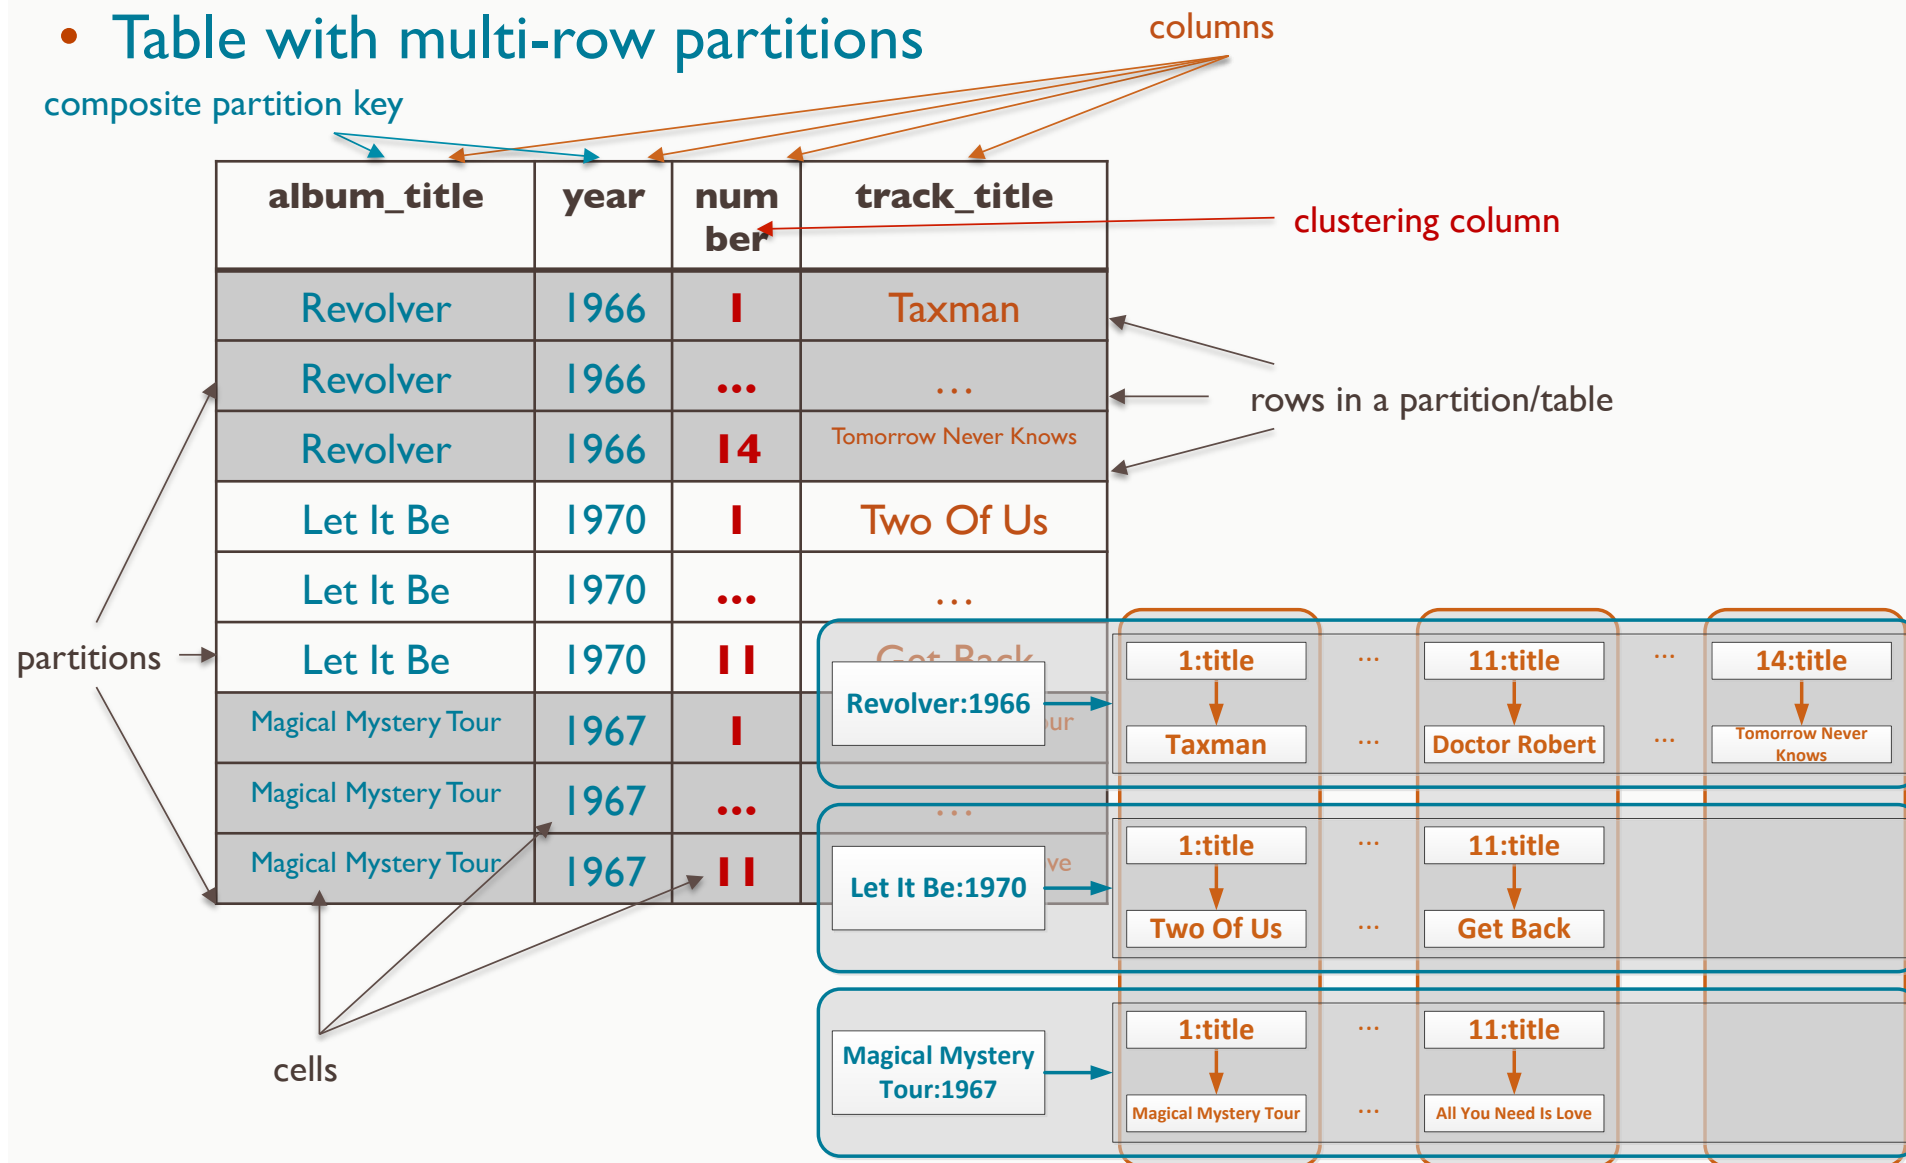 • Table with multi-row partitions
columns
composite partition key
album_title year num track_title
ber
clustering column
Revolver 1966 1 Taxman
Revolver 1966 ... ...
rows in a partition/table
Revolver 1966 14 Tomorrow Never Knows
Let It Be 1970 1 Two Of Us
Let It Be 1970 ... ...
partitions
Let It Be 1970 11 Get Back
Magical Mystery Tour 1967 1 our
Magical Mystery Tour 1967 ... ...
Magical Mystery Tour 1967 11 ve
cells
1:title ... 11:title ... 14:title
Revolver:1966
Taxman ... Doctor Robert ... Tomorrow Never
Knows
1:title ... 11:title
Let It Be:1970
Two Of Us ... Get Back
1:title ... 11:title
Magical Mystery
Tour:1967
Magical Mystery Tour ... All You Need Is Love